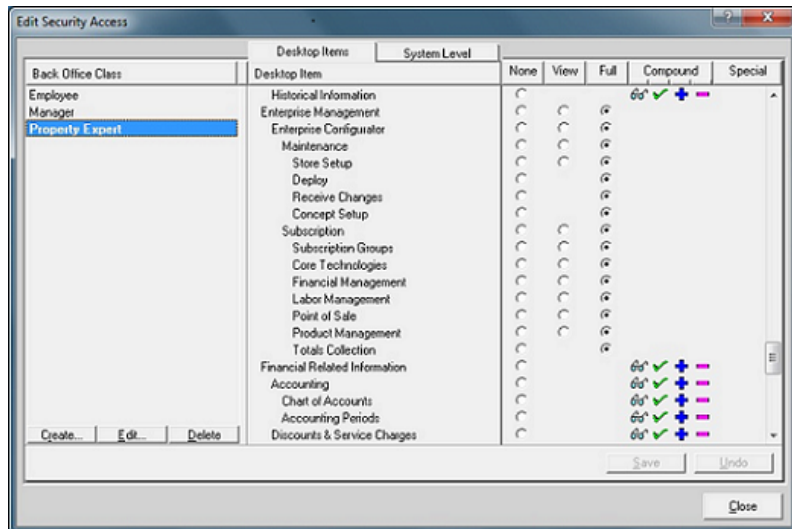 Edit Security Access
Desktop Items System Level
Back Office Class Desktop Item None View Full Compound Special
Employee Historical Information
Manager Enterprise Management
Property Expert Enterprise Configurator
Maintenance
Store Setup
Deploy
Receive Changes
Concept Setup
Subscription
Subscription Groups
Core Technologies
Financial Management
Labor Management
Point of Sale
Product Management
Totals Collection
Financial Related Information
Accounting
Chart of Accounts
Accounting Periods
Create... Edit... Delete Discounts & Service Charges
Save Undo
Close